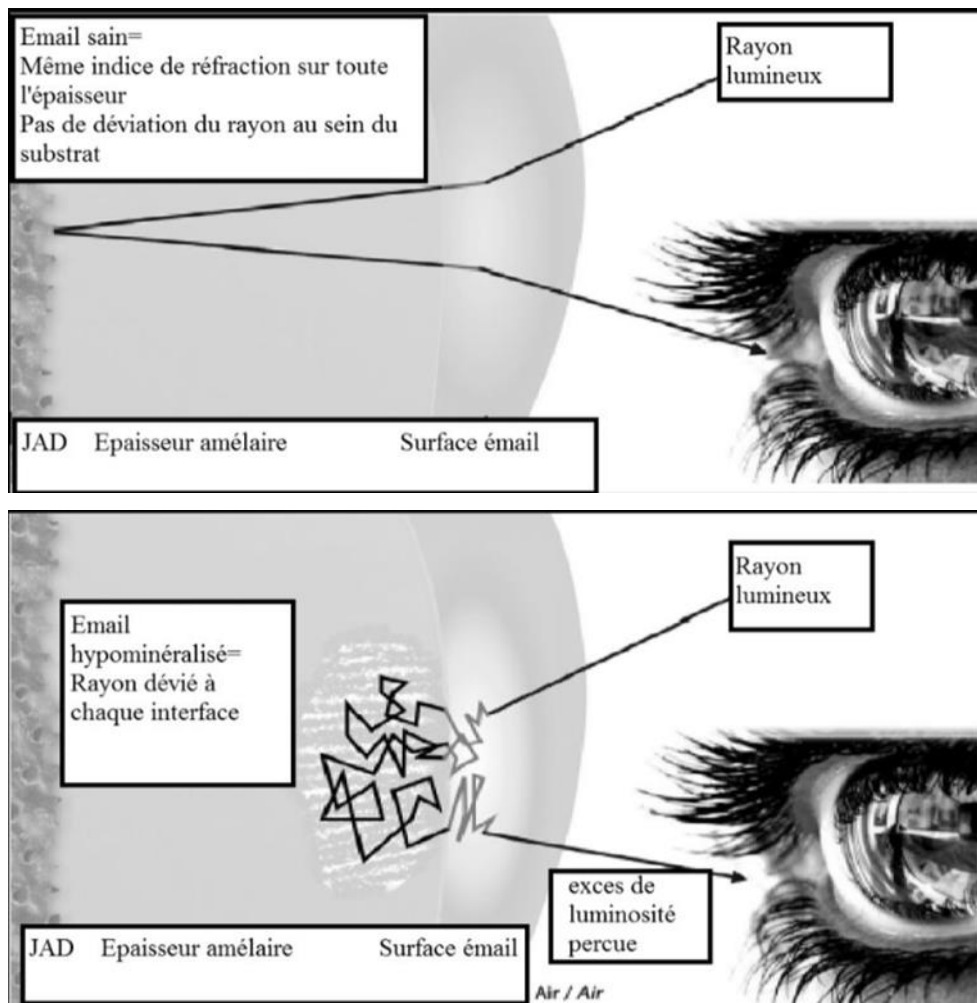 Email sain=
Même indice de réfraction sur toute
l'épaisseur
Pas de déviation du rayon au sein du
substrat
Rayon
lumineux
JAD Epaisseur amélaire Surface émail
Rayon
lumineux
Email
hypominéralisé=
Rayon dévié à
chaque interface
exces de
luminosité
percue
JAD Epaisseur amélaire Surface émail
Air / Air